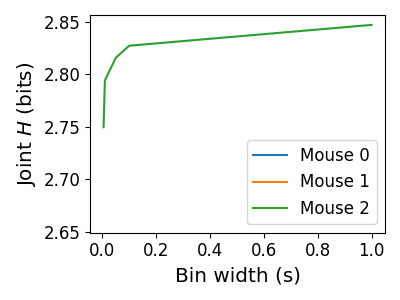 2.85
2.80
2.75
2.70
2.65
Joint H (bits)
Mouse 0
Mouse 1
Mouse 2
0.0 0.2 0.4 0.6 0.8 1.0
Bin width (s)